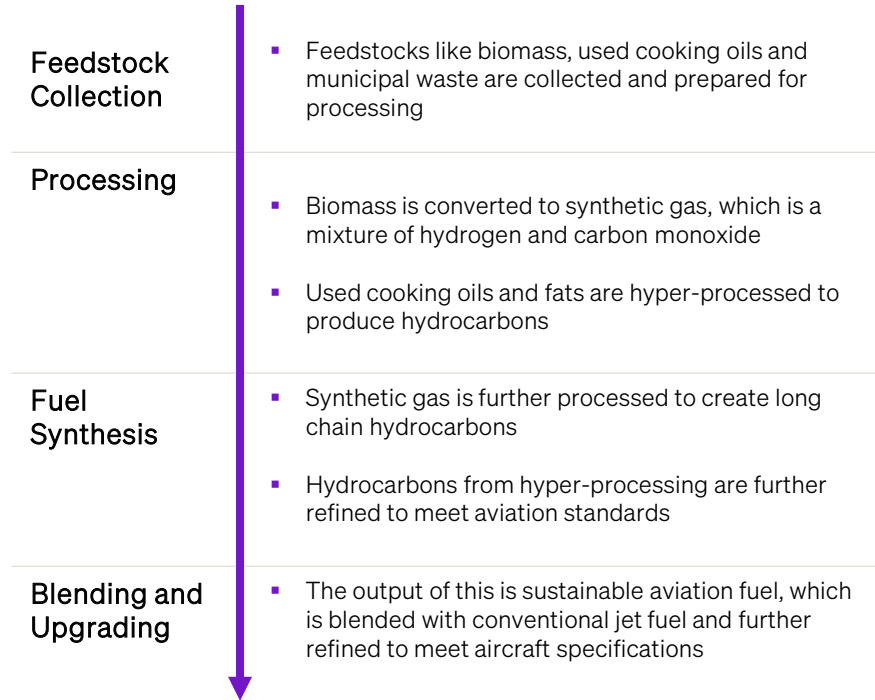 Feedstock
Collection
Feedstocks like biomass, used cooking oils and
municipal waste are collected and prepared for
processing
Processing
Biomass is converted to synthetic gas, which is a
mixture of hydrogen and carbon monoxide
Used cooking oils and fats are hyper-processed to
produce hydrocarbons
Fuel
Synthesis
Synthetic gas is further processed to create long
chain hydrocarbons
Hydrocarbons from hyper-processing are further
refined to meet aviation standards
Blending and
Upgrading
The output of this is sustainable aviation fuel, which
is blended with conventional jet fuel and further
refined to meet aircraft specifications